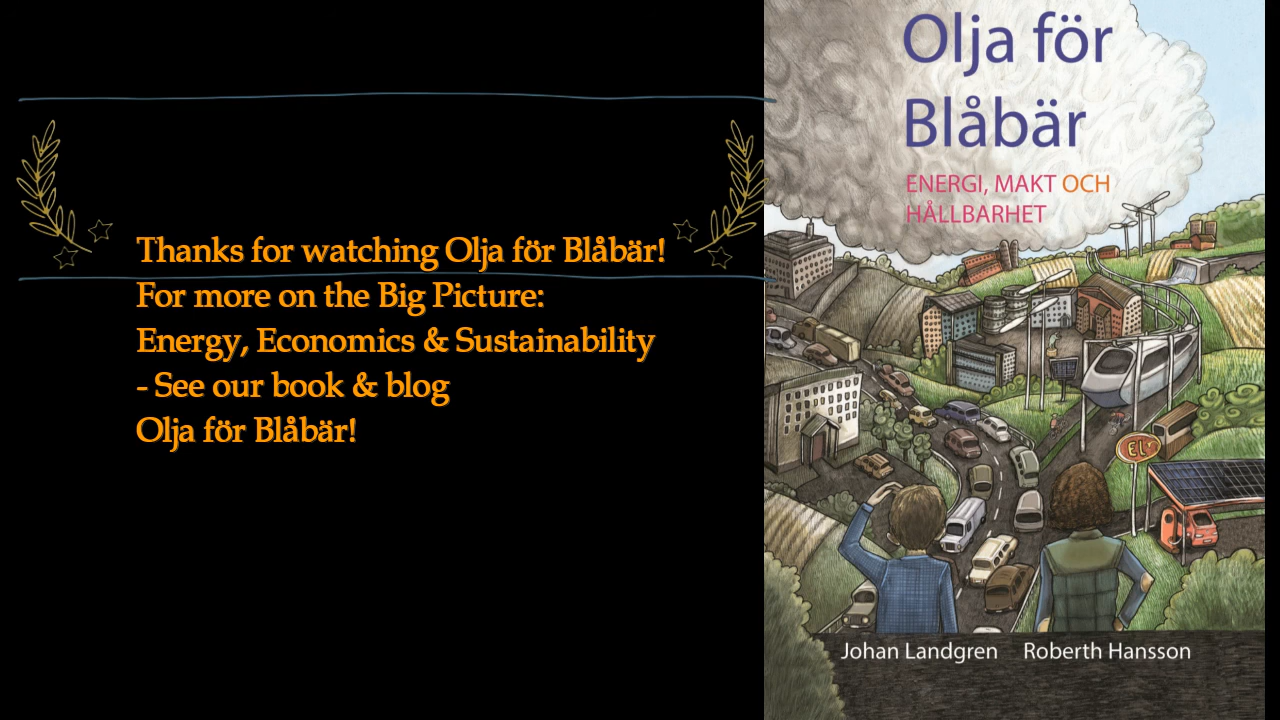 Thanks for watching Olja för Blåbär!
For more on the Big Picture:
Energy, Economics & Sustainability
- See our book & blog
Olja för Blåbär!
Olja för
Blåbär
ENERGI, MAKT OCH
HÅLLBARHET
EL
Johan Landgren Roberth Hansson